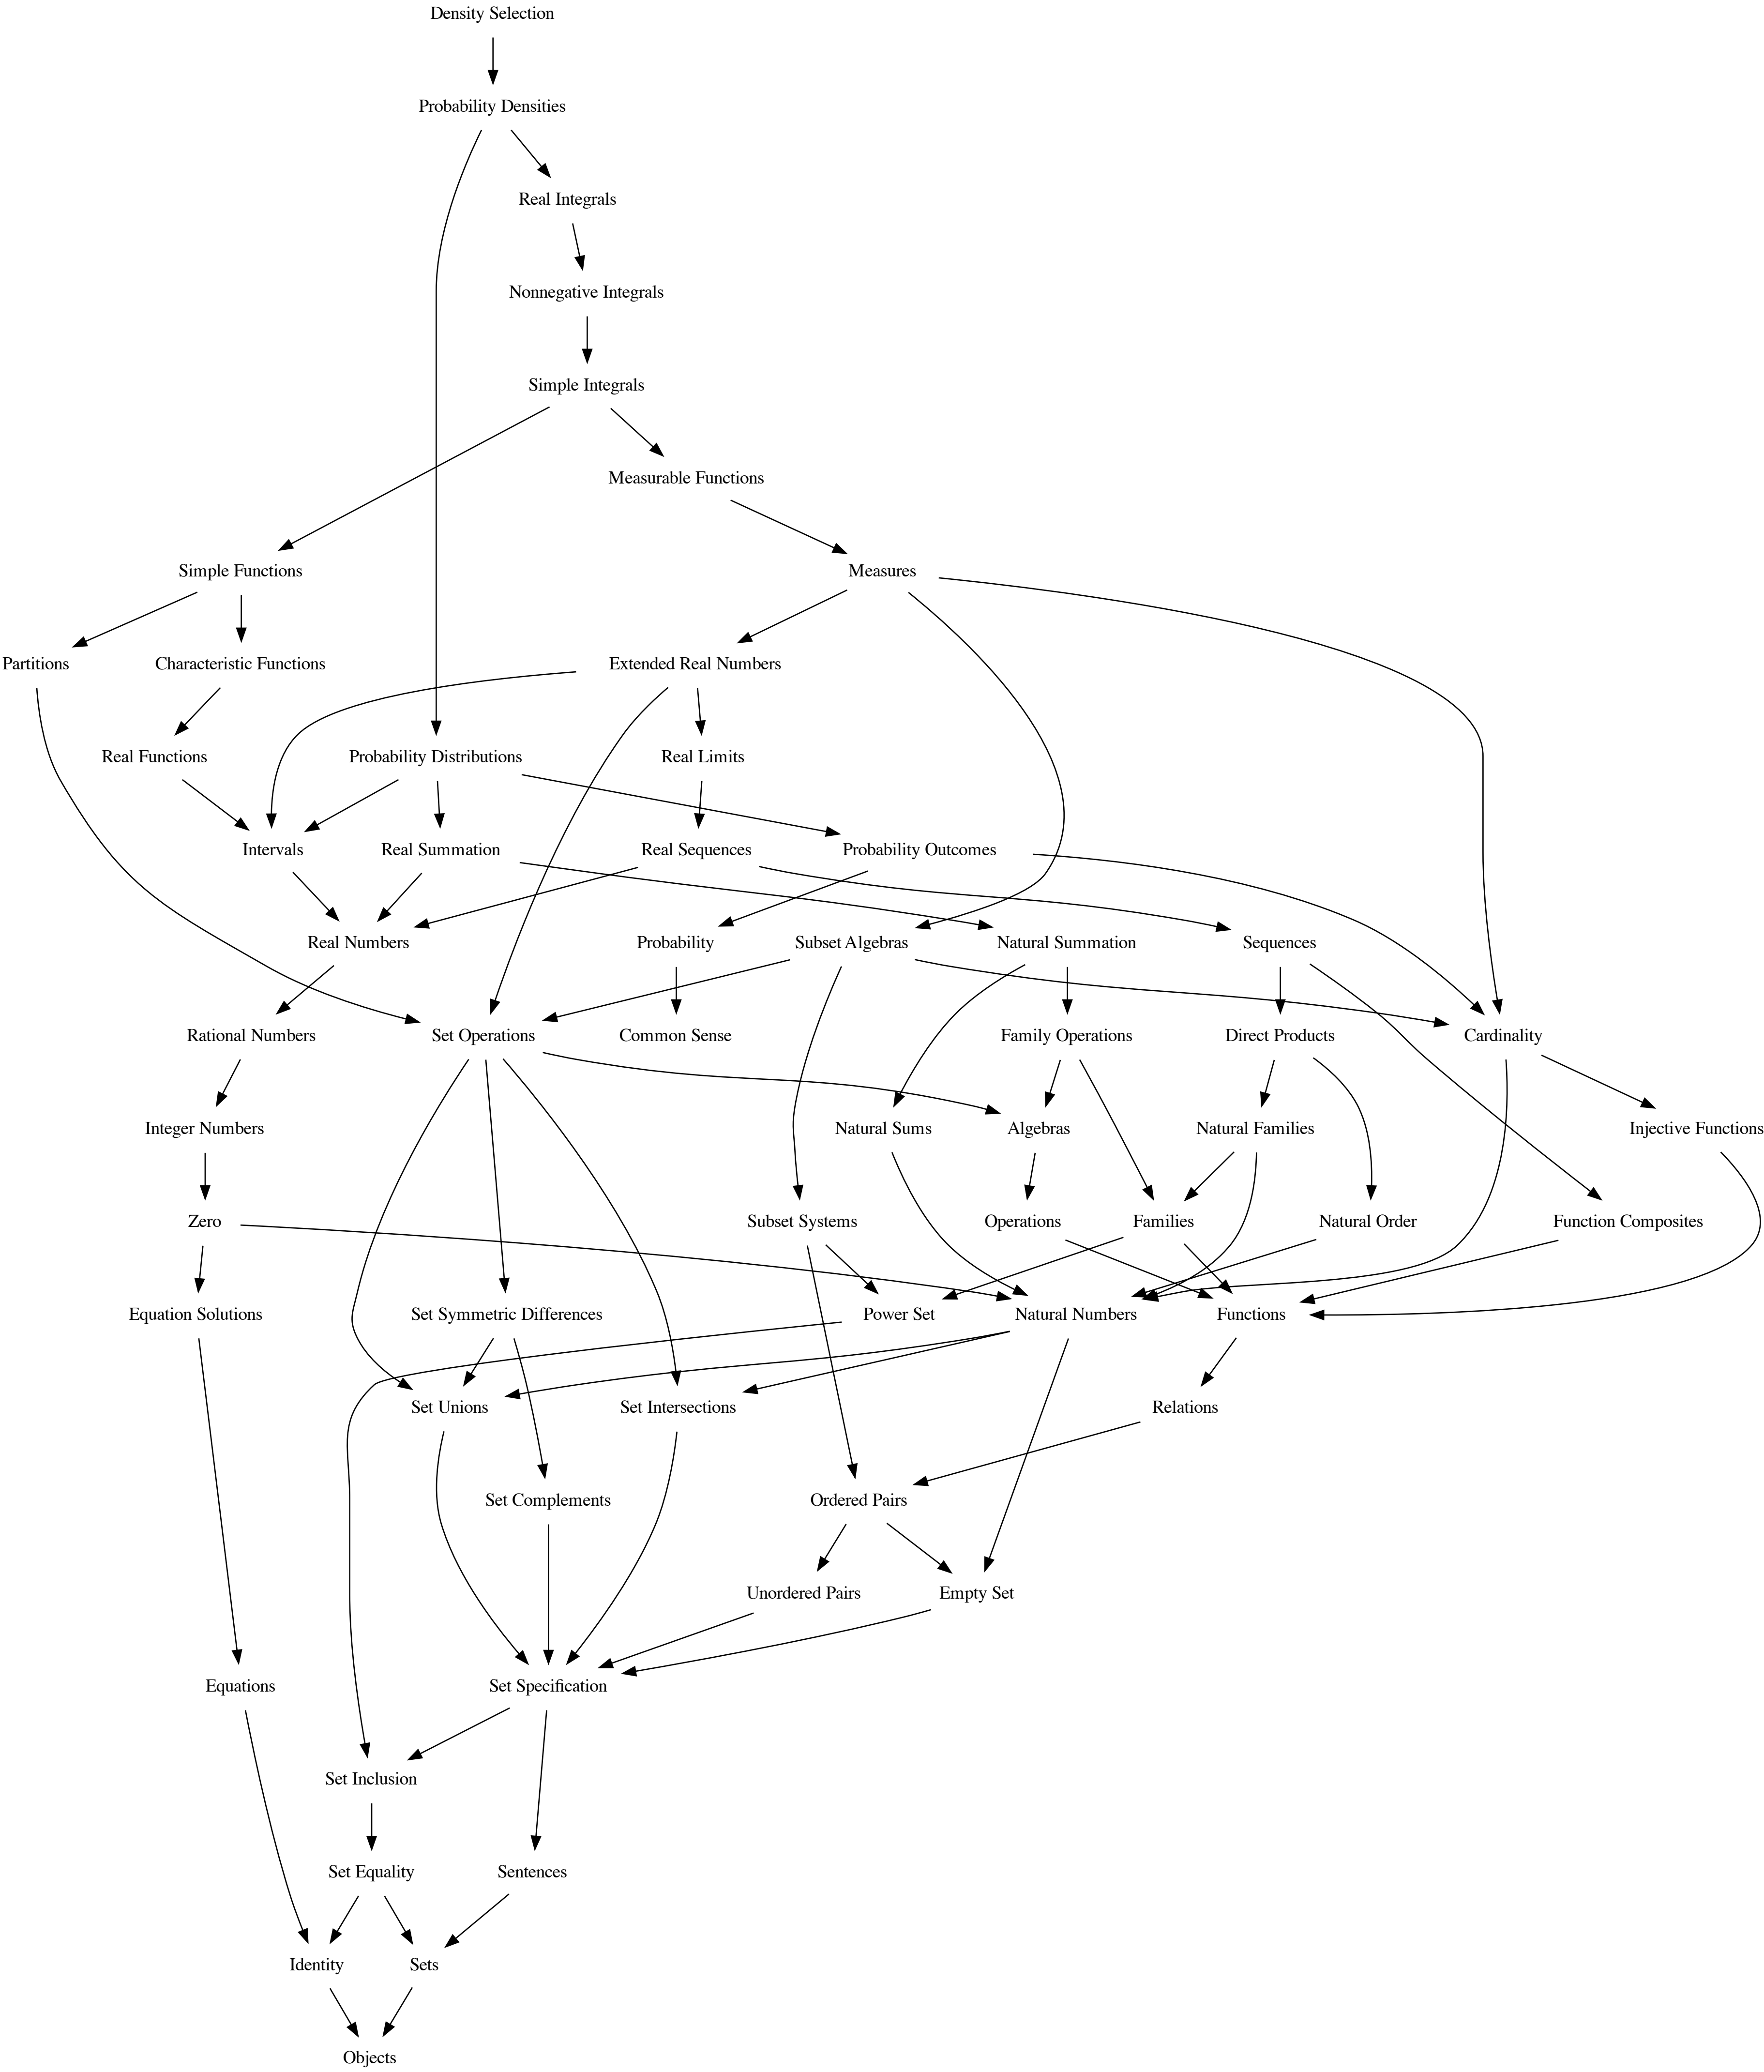 Density Selection
Probability Densities
Real Integrals
Nonnegative Integrals
Simple Integrals
Measurable Functions
Simple Functions
Measures
Partitions
Characteristic Functions
Extended Real Numbers
Real Functions
Probability Distributions
Real Limits
Intervals
Real Summation
Real Sequences
Probability Outcomes
Real Numbers
Probability
Subset Algebras
Natural Summation
Sequences
Rational Numbers
Set Operations
Common Sense
Family Operations
Direct Products
Cardinality
Integer Numbers
Natural Sums
Algebras
Natural Families
Injective Functions
Zero
Subset Systems
Operations
Families
Natural Order
Function Composites
Equation Solutions
Set Symmetric Differences
Power Set
Natural Numbers
Functions
Set Unions
Set Intersections
Relations
Set Complements
Ordered Pairs
Unordered Pairs
Empty Set
Equations
Set Specification
Set Inclusion
Set Equality
Sentences
Identity
Sets
Objects